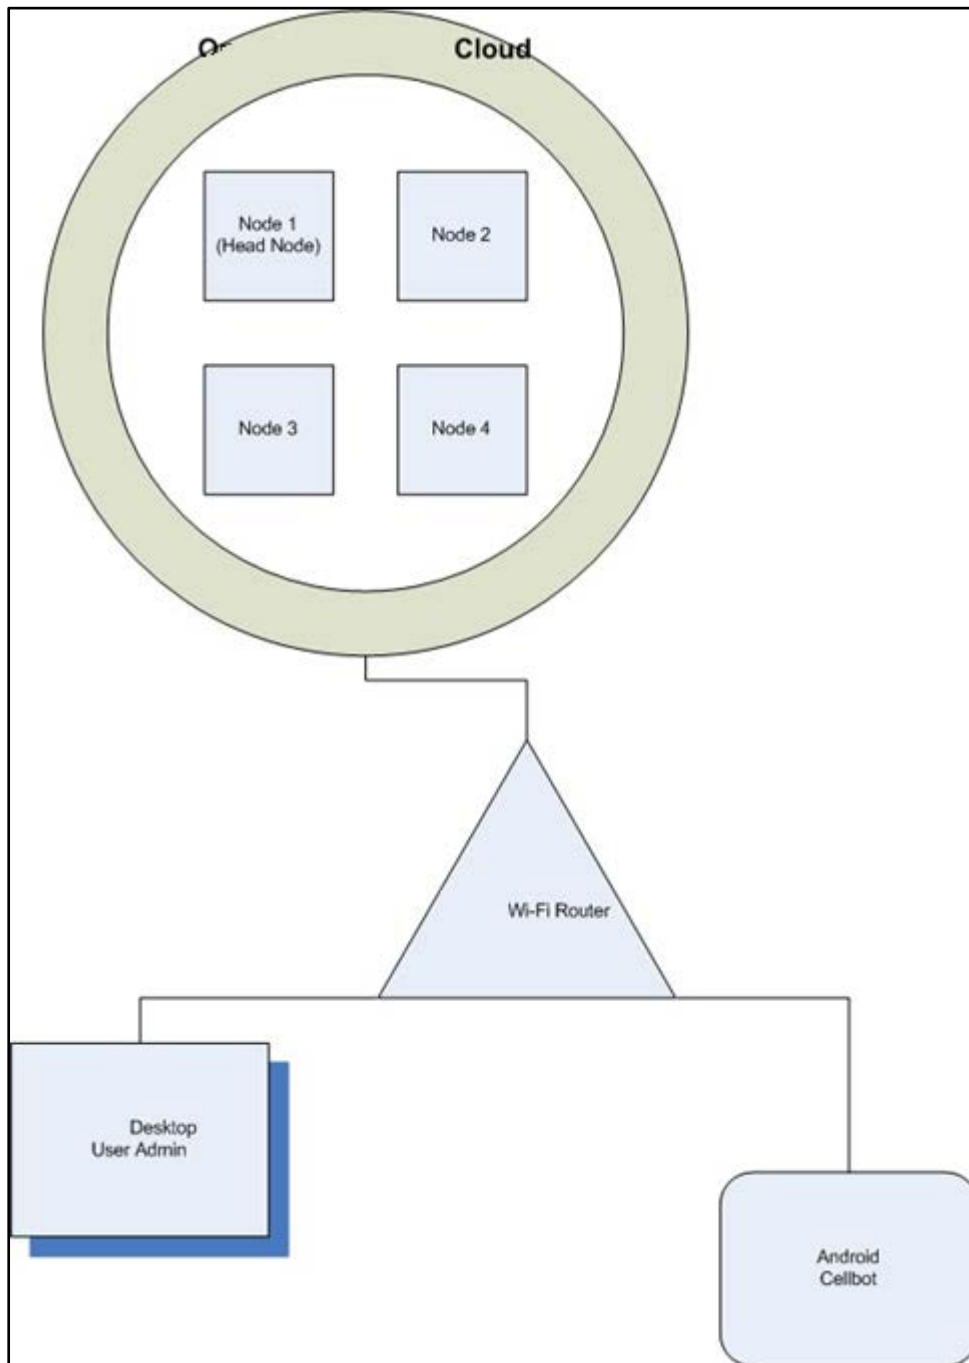 Cloud
Node 1
(Head Node)
Node 2
Node 3
Node 4
Wi-Fi Router
Desktop
User Admin
Android
Cellbot